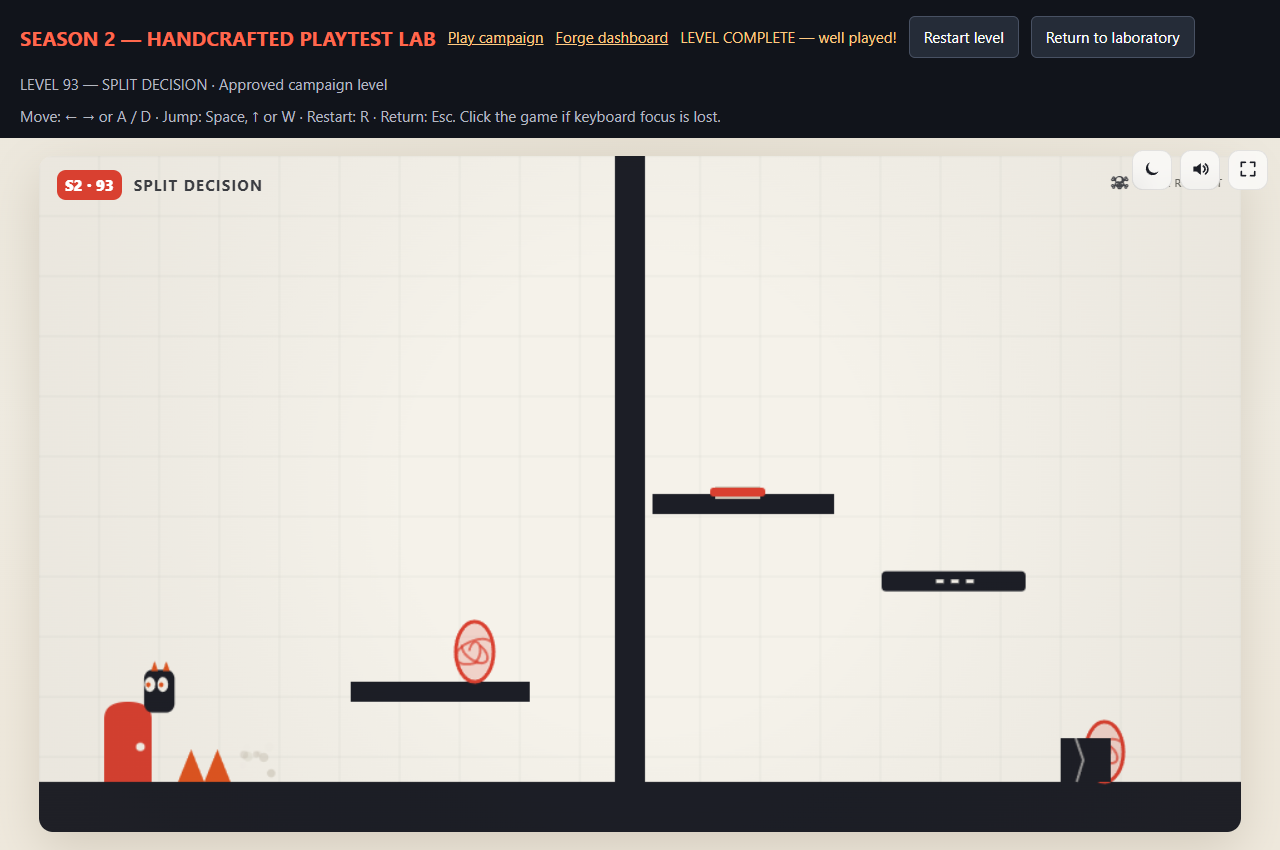 SEASON 2 — HANDCRAFTED PLAYTEST LAB Play campaign Forge dashboard LEVEL COMPLETE — well played! Restart level Return to laboratory
LEVEL 93 — SPLIT DECISION · Approved campaign level
Move: ← → or A / D · Jump: Space, ↑ or W · Restart: R · Return: Esc. Click the game if keyboard focus is lost.
S2 · 93 SPLIT DECISION